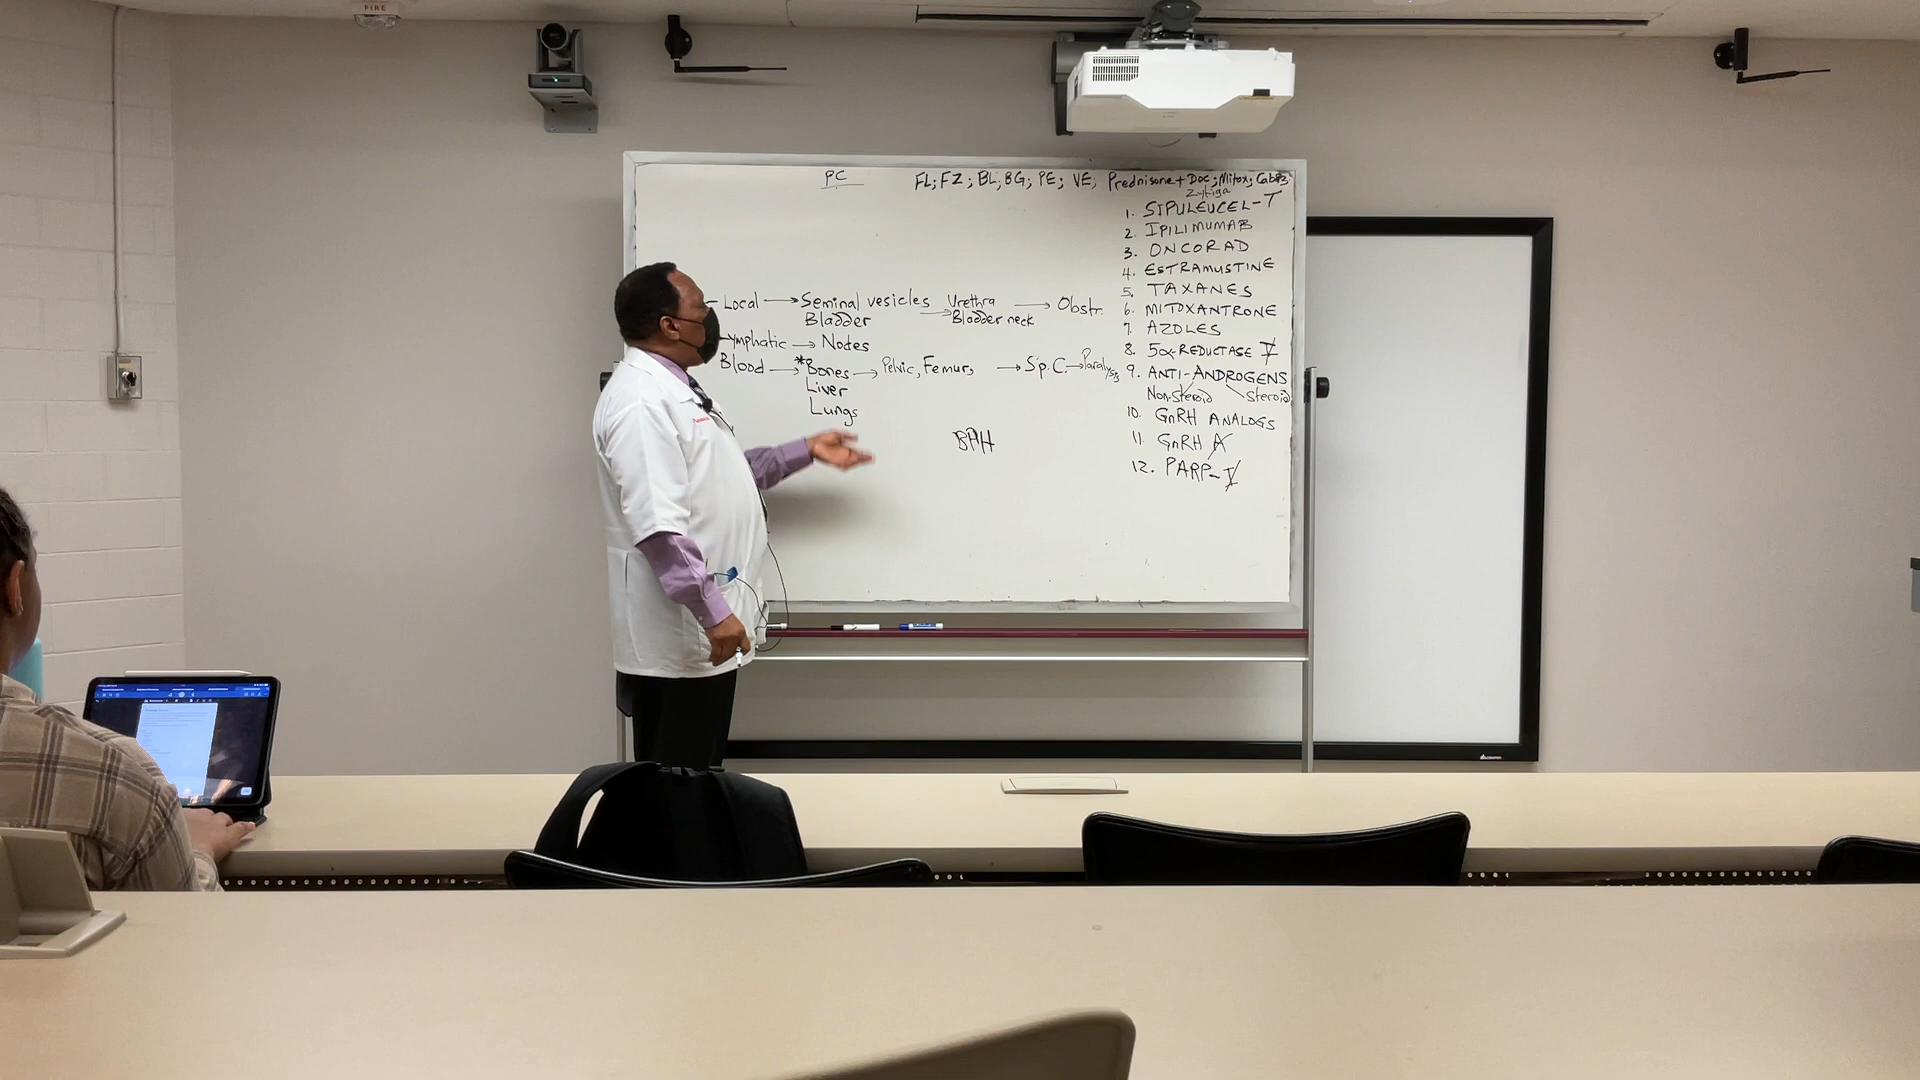 FIRE
PC
FL; FZ; BL; BG; PE; VE; Prednisone + Doc; Mitox; Cabaz;
Zytiga
1. SIPULEUCEL-T
2. IPILIMUMAB
3. ONCORAD
4. ESTRAMUSTINE
5. TAXANES
6. MITOXANTRONE
7. AZOLES
8. 5α-REDUCTASE I
9. ANTI-ANDROGENS
Non-Steroid Steroid
10. GnRH ANALOGS
11. GnRH A
12. PARP-I
Local → Seminal vesicles → Urethra → Obstr.
Bladder Bladder neck
Lymphatic → Nodes
Blood → *Bones → Pelvic, Femur, → Sp.C. → Paralysis
Liver
Lungs
BPH